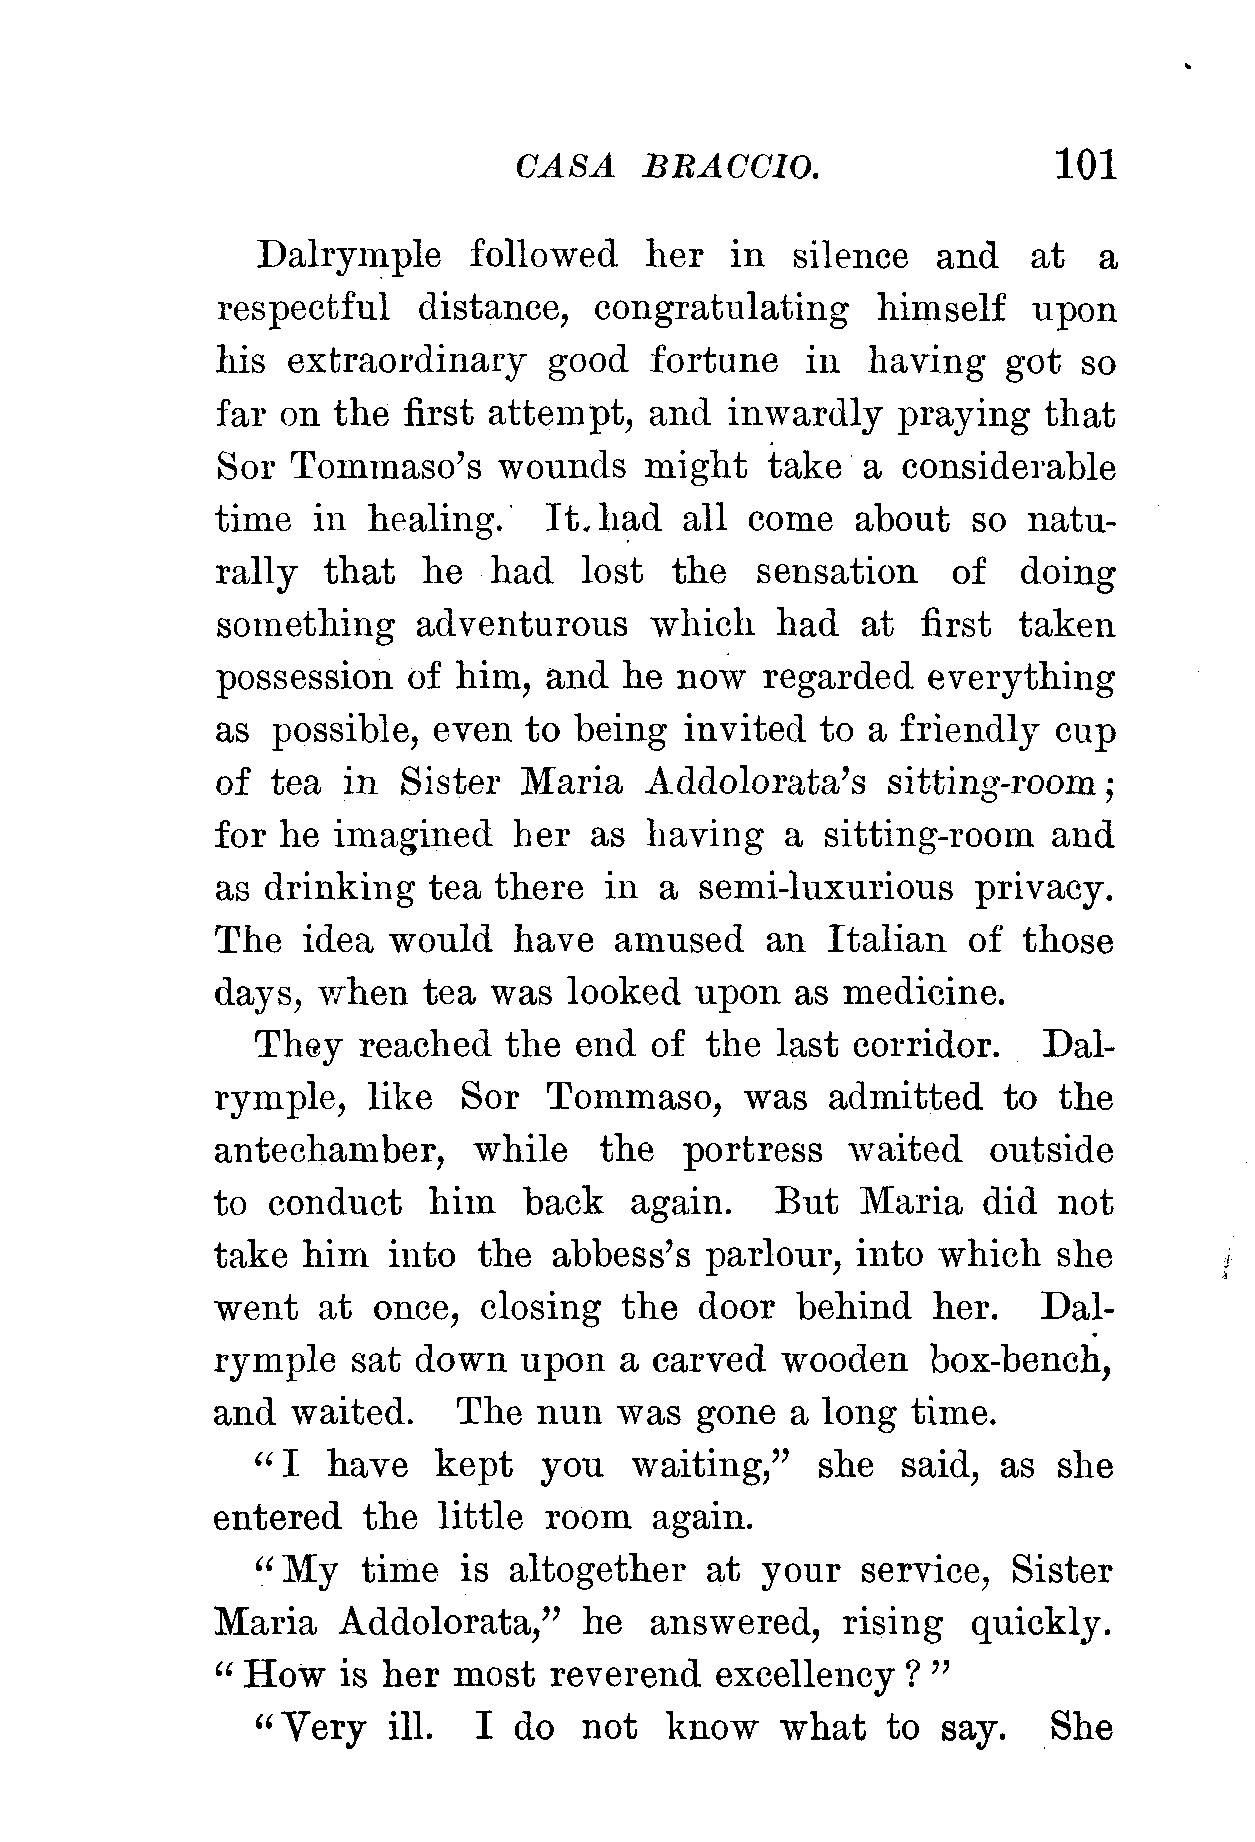 CASA BRACCIO. 101
Dalrymple followed her in silence and at a
respectful distance, congratulating himself upon
his extraordinary good fortune in having got so
far on the first attempt, and inwardly praying that
Sor Tommaso's wounds might take a considerable
time in healing. It had all come about so natu-
rally that he had lost the sensation of doing
something adventurous which had at first taken
possession of him, and he now regarded everything
as possible, even to being invited to a friendly cup
of tea in Sister Maria Addolorata's sitting-room;
for he imagined her as having a sitting-room and
as drinking tea there in a semi-luxurious privacy.
The idea would have amused an Italian of those
days, when tea was looked upon as medicine.
They reached the end of the last corridor. Dal-
rymple, like Sor Tommaso, was admitted to the
antechamber, while the portress waited outside
to conduct him back again. But Maria did not
take him into the abbess's parlour, into which she
went at once, closing the door behind her. Dal-
rymple sat down upon a carved wooden box-bench,
and waited. The nun was gone a long time.
"I have kept you waiting," she said, as she
entered the little room again.
"My time is altogether at your service, Sister
Maria Addolorata," he answered, rising quickly.
"How is her most reverend excellency?"
"Very ill. I do not know what to say. She